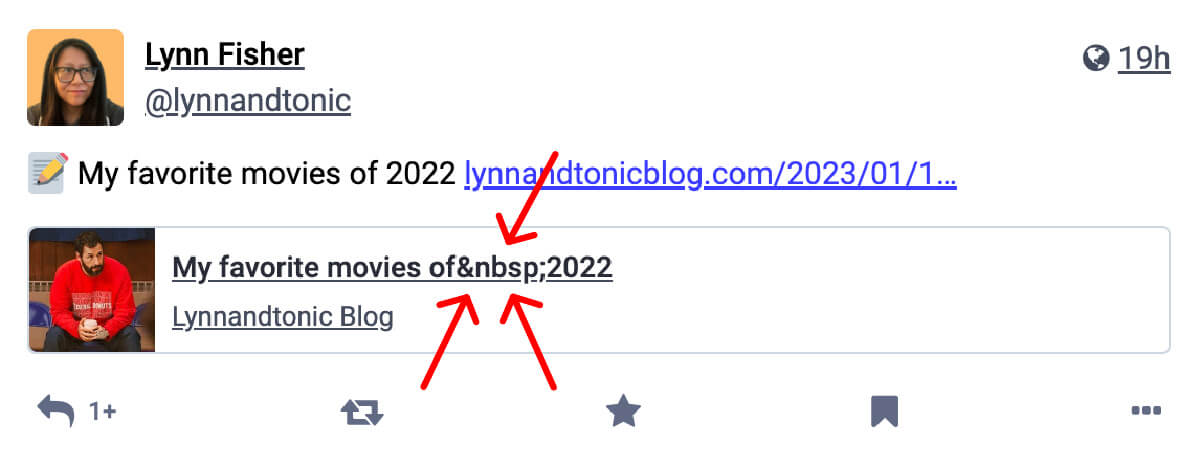 Lynn Fisher
19h
@lynnandtonic
My favorite movies of 2022 lynnandtonicblog.com/2023/01/1…
My favorite movies of&nbsp;2022
Lynnandtonic Blog
1+